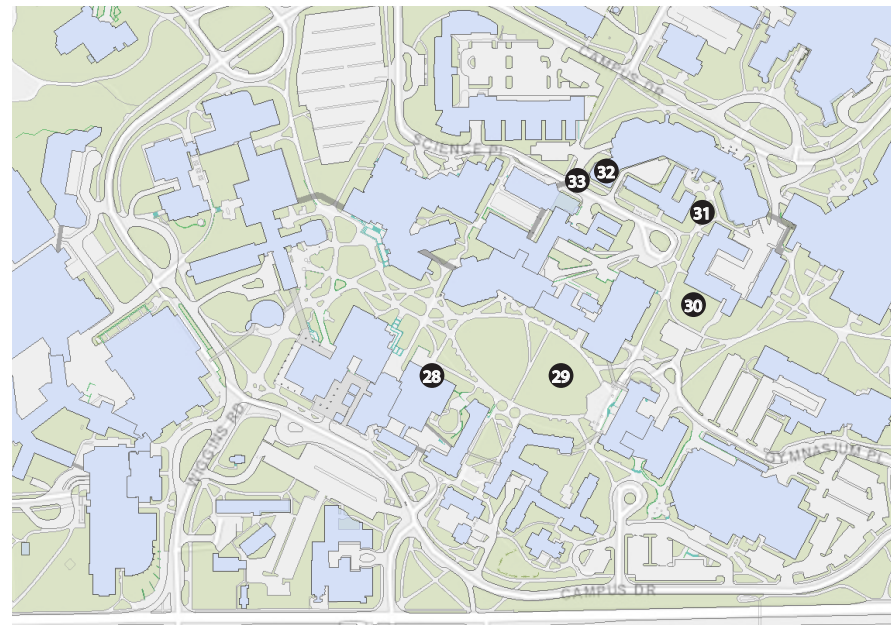 CAMPUS DR
SCIENCE PL
32
33
31
30
28
29
WIGGINS RD
GYMNASIUM PL
CAMPUS DR